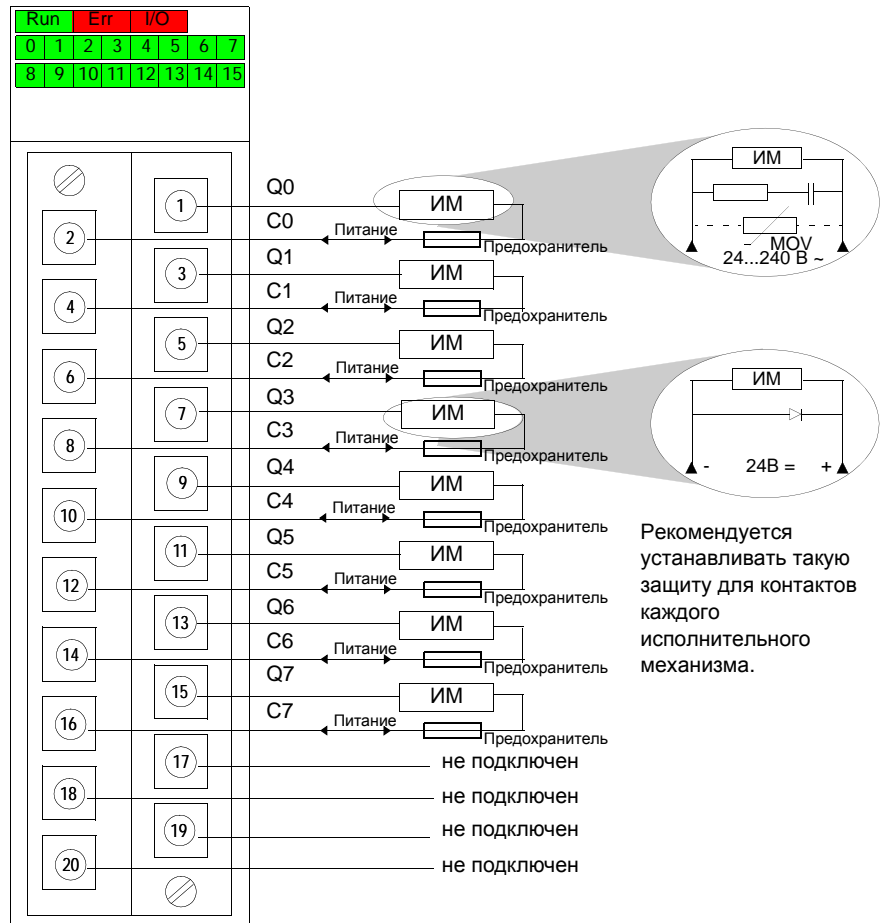 Run Err I/O
0 1 2 3 4 5 6 7
8 9 10 11 12 13 14 15
1 Q0 ИМ
2 C0 Питание Предохранитель
3 Q1 ИМ
4 C1 Питание Предохранитель
5 Q2 ИМ
6 C2 Питание Предохранитель
7 Q3 ИМ
8 C3 Питание Предохранитель
9 Q4 ИМ
10 C4 Питание Предохранитель
11 Q5 ИМ
12 C5 Питание Предохранитель
13 Q6 ИМ
14 C6 Питание Предохранитель
15 Q7 ИМ
16 C7 Питание Предохранитель
17 не подключен
18 не подключен
19 не подключен
20 не подключен
ИМ
MOV
24...240 В ~
ИМ
- 24В = +
Рекомендуется
устанавливать такую
защиту для контактов
каждого
исполнительного
механизма.